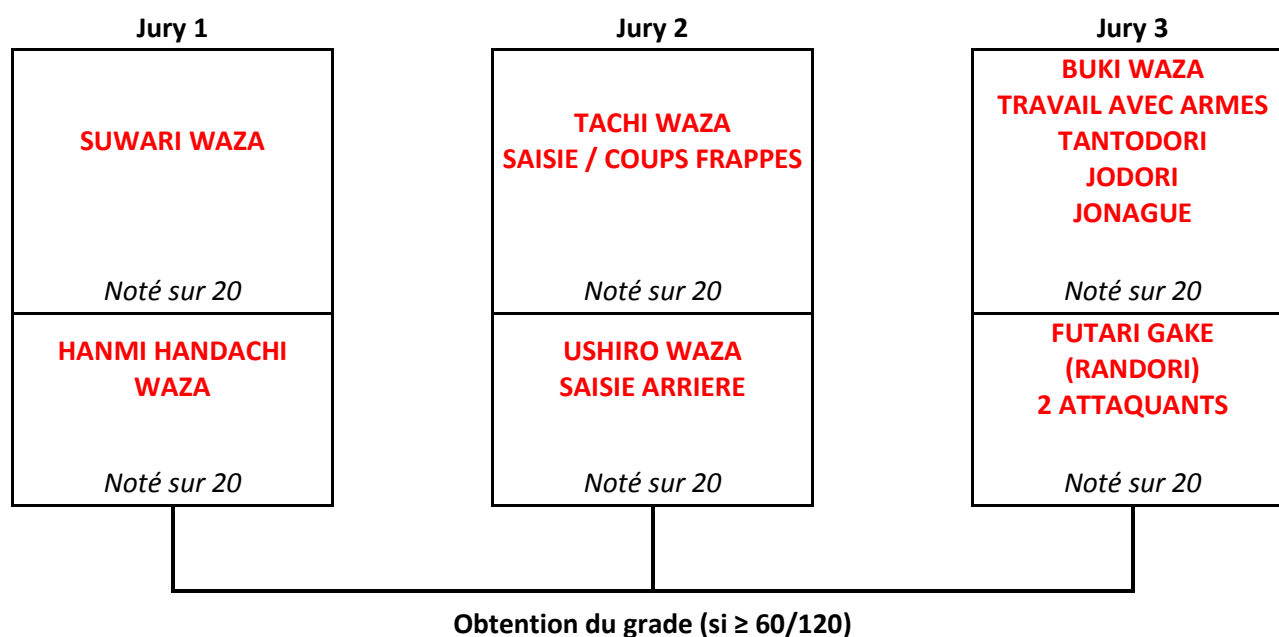 Jury 1
SUWARI WAZA
Noté sur 20
HANMI HANDACHI
WAZA
Noté sur 20
Jury 2
TACHI WAZA
SAISIE / COUPS FRAPPES
Noté sur 20
USHIRO WAZA
SAISIE ARRIERE
Noté sur 20
Jury 3
BUKI WAZA
TRAVAIL AVEC ARMES
TANTODORI
JODORI
JONAGUE
Noté sur 20
FUTARI GAKE
(RANDORI)
2 ATTAQUANTS
Noté sur 20
Obtention du grade (si ≥ 60/120)